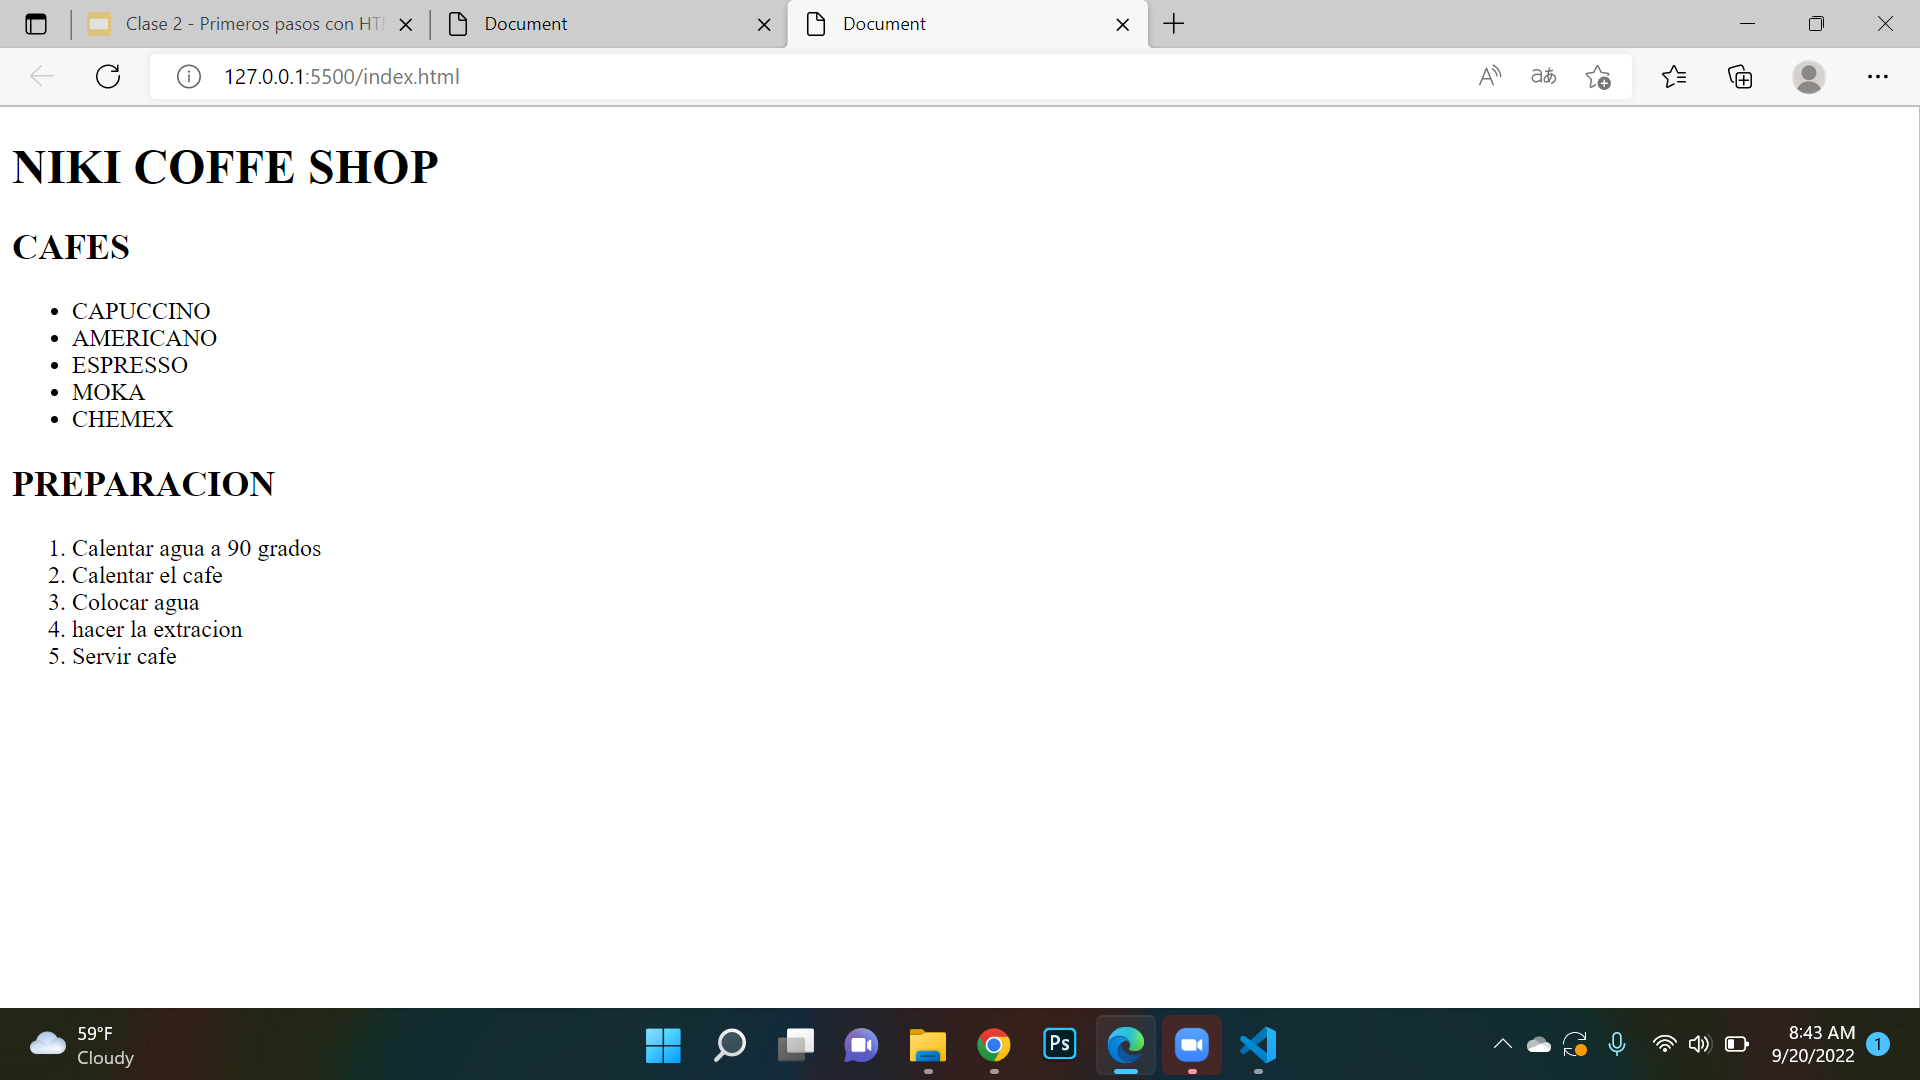 Clase 2 - Primeros pasos con HT
Document
Document
127.0.0.1:5500/index.html
NIKI COFFE SHOP
CAFES
• CAPUCCINO
• AMERICANO
• ESPRESSO
• MOKA
• CHEMEX
PREPARACION
1. Calentar agua a 90 grados
2. Calentar el cafe
3. Colocar agua
4. hacer la extracion
5. Servir cafe
59°F
Cloudy
Ps
8:43 AM
9/20/2022
1